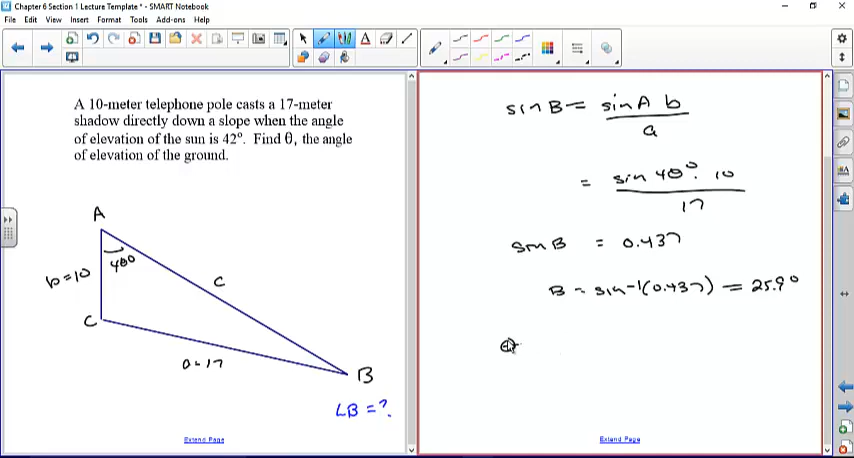 Chapter 6 Section 1 Lecture Template * - SMART Notebook
File Edit View Insert Format Tools Add-ons Help
A 10-meter telephone pole casts a 17-meter
shadow directly down a slope when the angle
of elevation of the sun is 42°. Find θ, the angle
of elevation of the ground.
A
48°
b=10
c
C
a=17
B
∠B=?
Extend Page
sin B = sin A b
a
= sin 48°. 10
17
sin B = 0.437
B = sin-1(0.437) = 25.9°
Extend Page